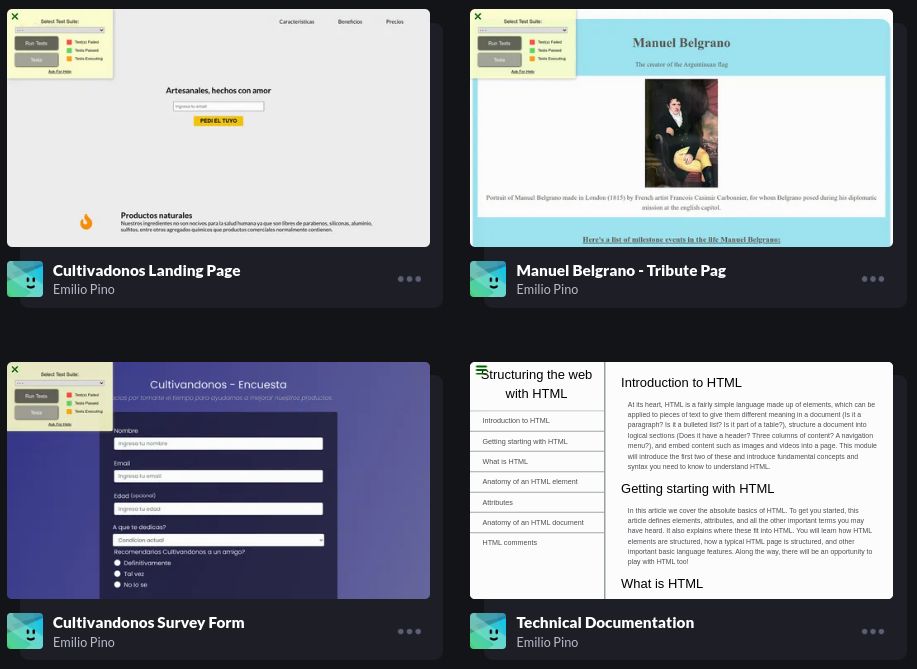 Select Test Suite:
- - -
Run Tests
Tests
Test(s) Failed
Tests Passed
Tests Executing
Ask For Help
Características Beneficios Precios
Artesanales, hechos con amor
Ingresa tu email
PEDI EL TUYO
Productos naturales
Nuestros ingredientes no son nocivos para la salud humana ya que son libres de parabenos, siliconas, aluminio,
sulfitos, entre otros agregados químicos que productos comerciales normalmente contienen.
Cultivadonos Landing Page
Emilio Pino
Select Test Suite:
- - -
Run Tests
Tests
Test(s) Failed
Tests Passed
Tests Executing
Ask For Help
Manuel Belgrano
The creator of the Argentinean flag
Portrait of Manuel Belgrano made in London (1815) by French artist Francois Casimir Carbonnier, for whom Belgrano posed during his diplomatic
mission at the english capitol.
Here's a list of milestone events in the life Manuel Belgrano:
Manuel Belgrano - Tribute Pag
Emilio Pino
Select Test Suite:
- - -
Run Tests
Tests
Test(s) Failed
Tests Passed
Tests Executing
Ask For Help
Cultivandonos - Encuesta
por tomarte el tiempo para ayudarnos a mejorar nuestros productos.
Nombre
Ingresa tu nombre
Email
Ingresa tu email
Edad (opcional)
Ingresa tu edad
A que te dedicas?
Condicion actual
Recomendarias Cultivandonos a un amigo?
Definitivamente
Tal vez
No lo se
Cultivandonos Survey Form
Emilio Pino
Structuring the web
with HTML
Introduction to HTML
Getting started with HTML
What is HTML
Anatomy of an HTML element
Attributes
Anatomy of an HTML document
HTML comments
Introduction to HTML
At its heart, HTML is a fairly simple language made up of elements, which can be
applied to pieces of text to give them different meaning in a document (Is it a
paragraph? Is it a bulleted list? Is it part of a table?), structure a document into
logical sections (Does it have a header? Three columns of content? A navigation
menu?), and embed content such as images and videos into a page. This module
will introduce the first two of these and introduce fundamental concepts and
syntax you need to know to understand HTML.
Getting started with HTML
In this article we cover the absolute basics of HTML. To get you started, this
article defines elements, attributes, and all the other important terms you may
have heard. It also explains where these fit into HTML. You will learn how HTML
elements are structured, how a typical HTML page is structured, and other
important basic language features. Along the way, there will be an opportunity to
play with HTML too!
What is HTML
Technical Documentation
Emilio Pino